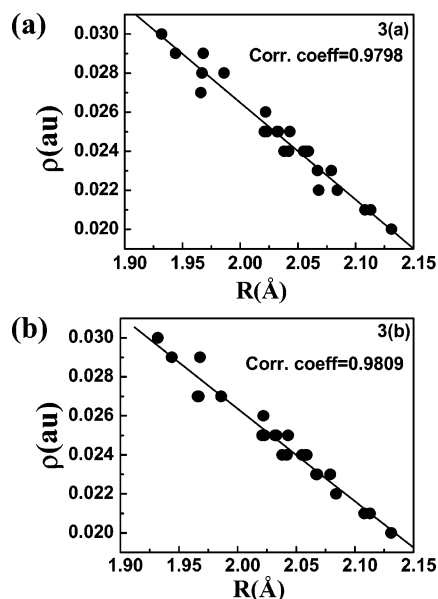 (a)
3(a)
Corr. coeff=0.9798
0.030
0.028
0.026
0.024
0.022
0.020
ρ(au)
1.90 1.95 2.00 2.05 2.10 2.15
R(Å)
(b)
3(b)
Corr. coeff=0.9809
0.030
0.028
0.026
0.024
0.022
0.020
ρ(au)
1.90 1.95 2.00 2.05 2.10 2.15
R(Å)